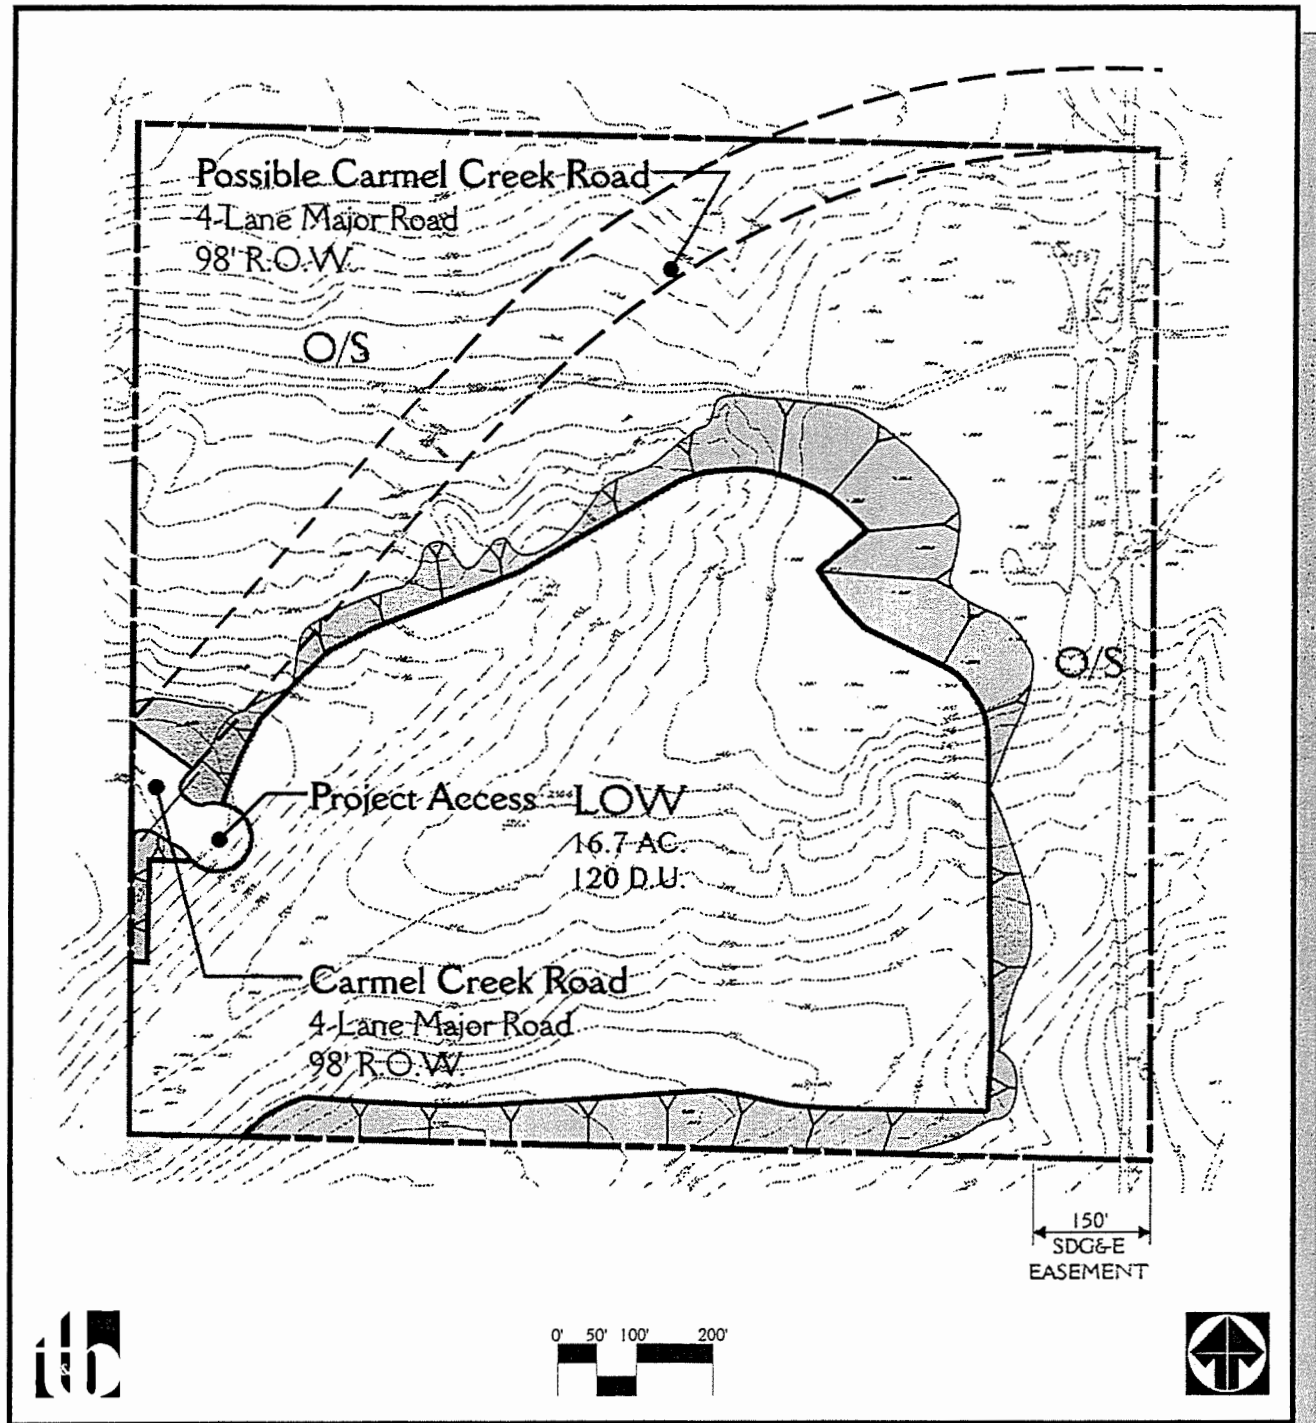 Possible Carmel Creek Road
4-Lane Major Road
98' R.O.W.
O/S
O/S
Project Access
LOW
16.7 AC.
120 D.U.
Carmel Creek Road
4-Lane Major Road
98' R.O.W.
150'
SDG&E
EASEMENT
t&b
0' 50' 100' 200'